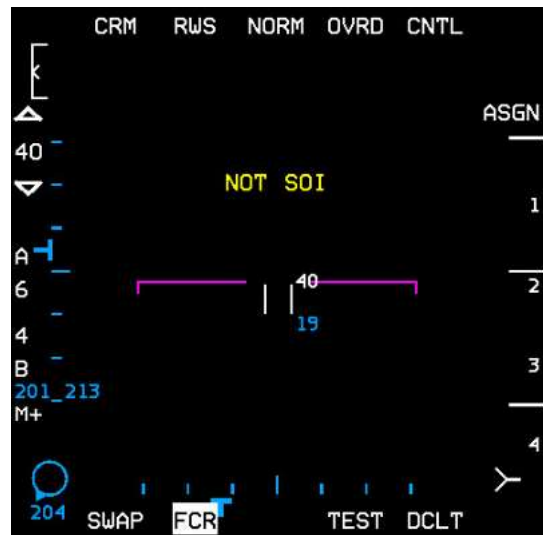 CRM RWS NORM OVRD CNTL
ASGN
40
NOT SOI
1
A
6
40
2
19
4
B
3
201_213
M+
4
204
SWAP FCR TEST DCLT